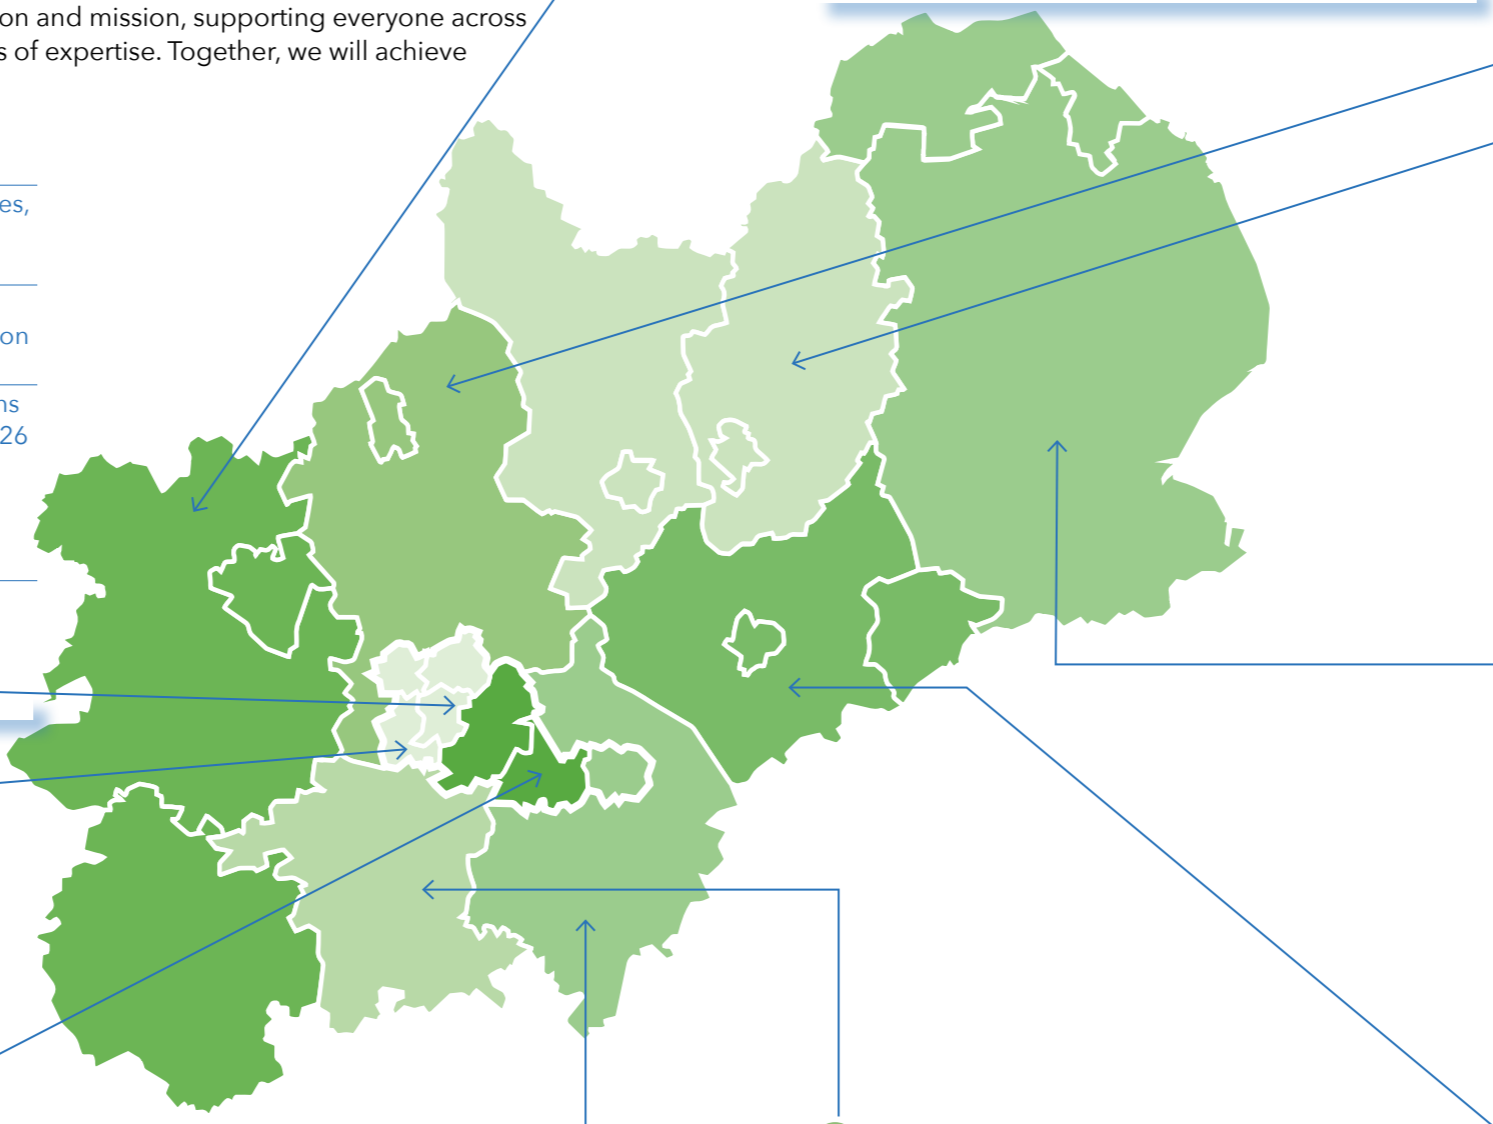 on and mission, supporting everyone across
s of expertise. Together, we will achieve
es,
on
ns
26